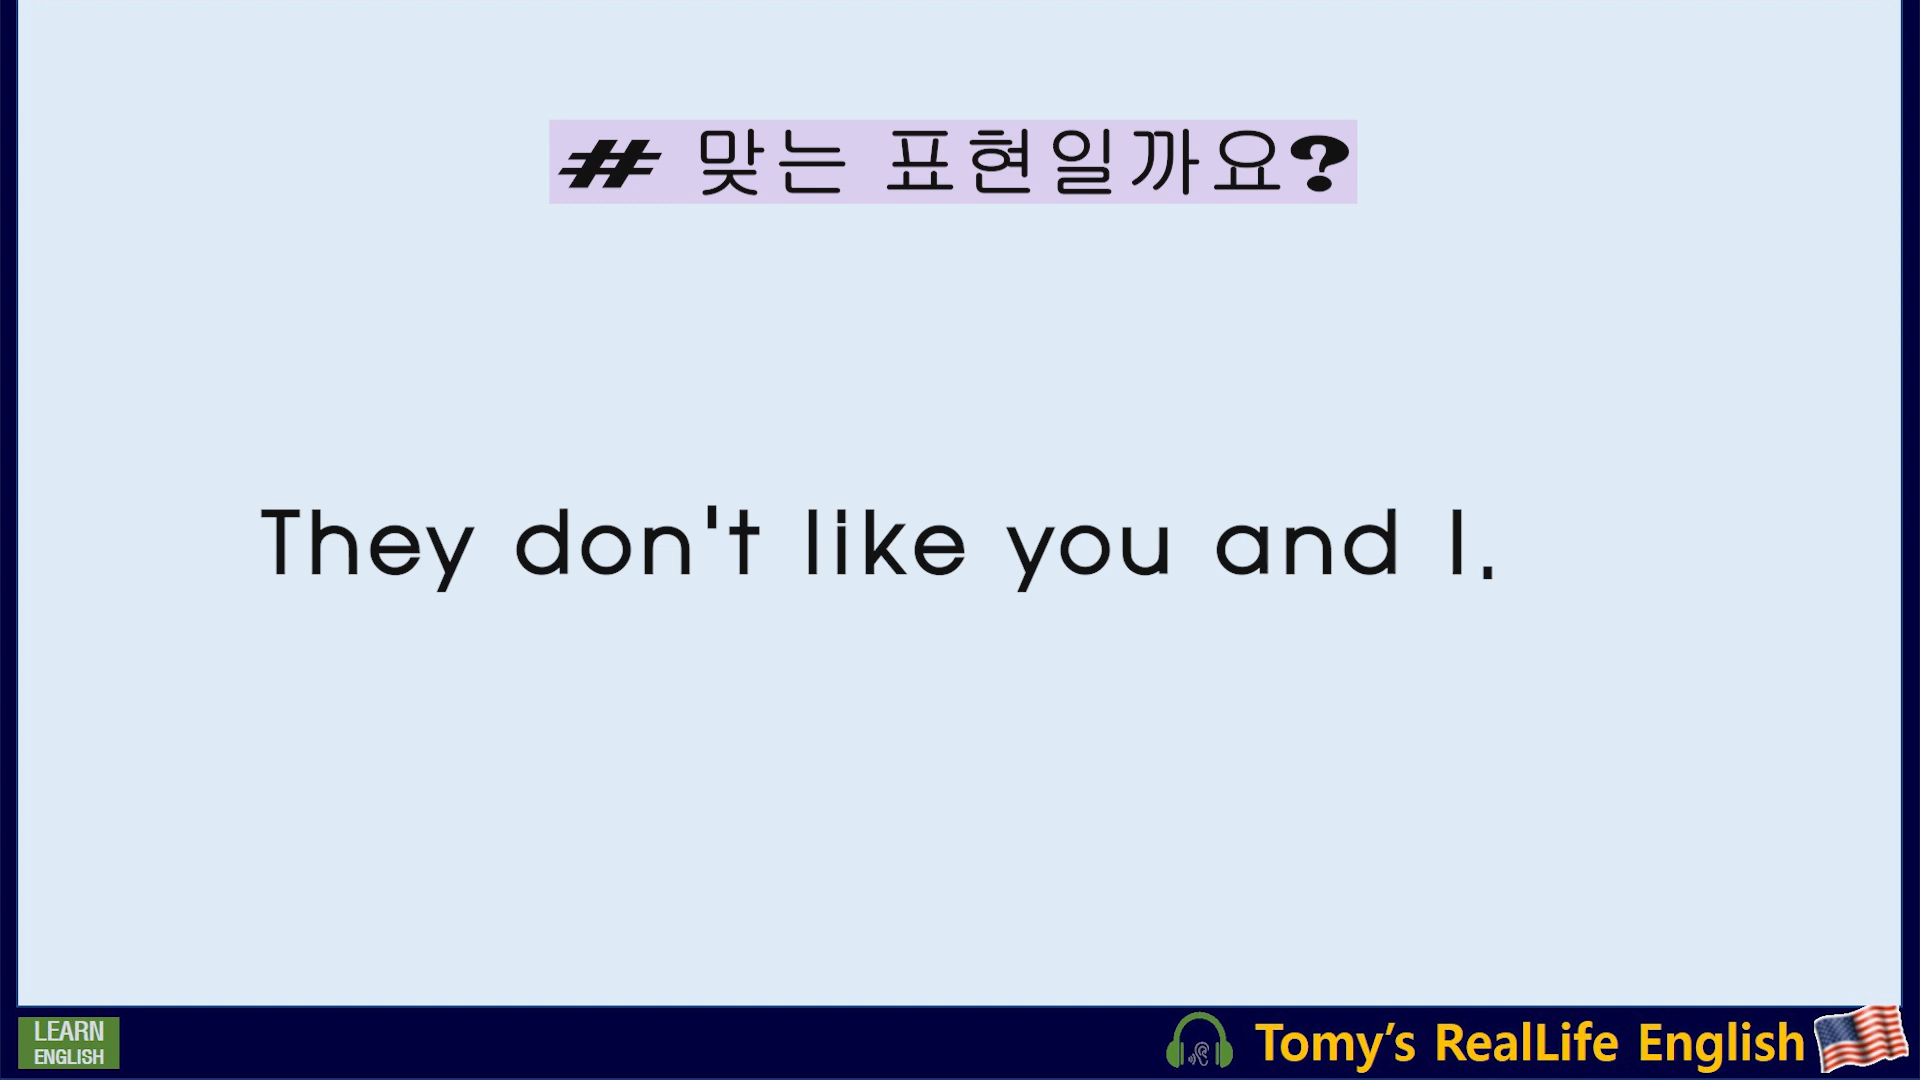 # 맞는 표현일까요?
They don't like you and I.
LEARN
ENGLISH
Tomy’s RealLife English